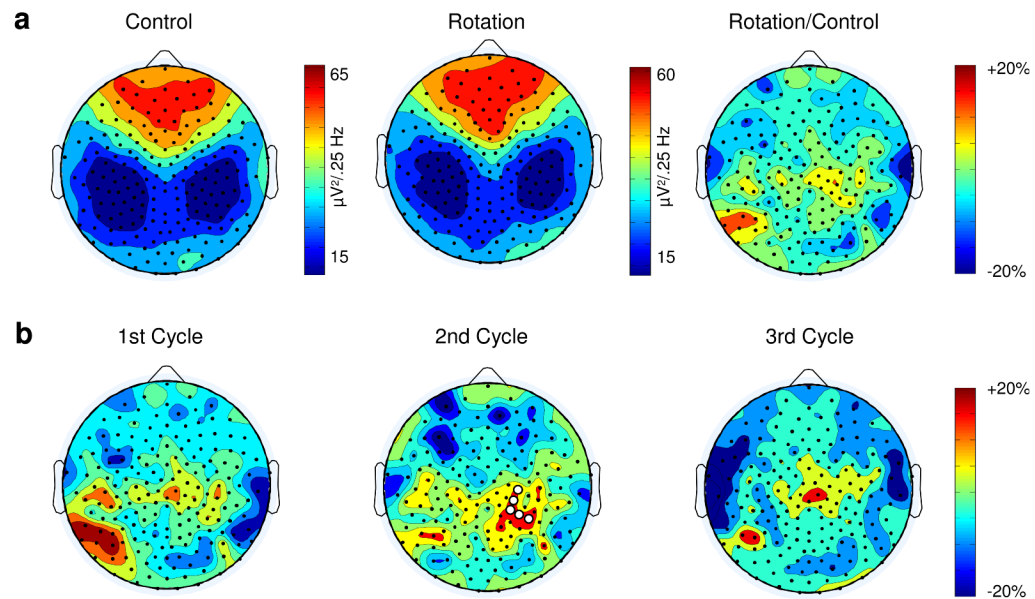 a
Control
Rotation
Rotation/Control
65
µV²/.25 Hz
15
60
µV²/.25 Hz
15
+20%
-20%
b
1st Cycle
2nd Cycle
3rd Cycle
+20%
-20%